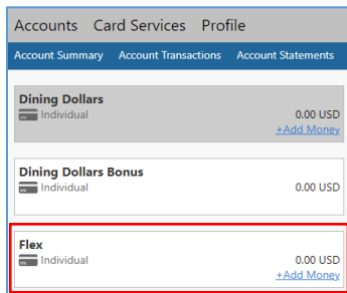 Accounts Card Services Profile
Account Summary Account Transactions Account Statements
Dining Dollars
Individual 0.00 USD
+Add Money
Dining Dollars Bonus
Individual 0.00 USD
Flex
Individual 0.00 USD
+Add Money